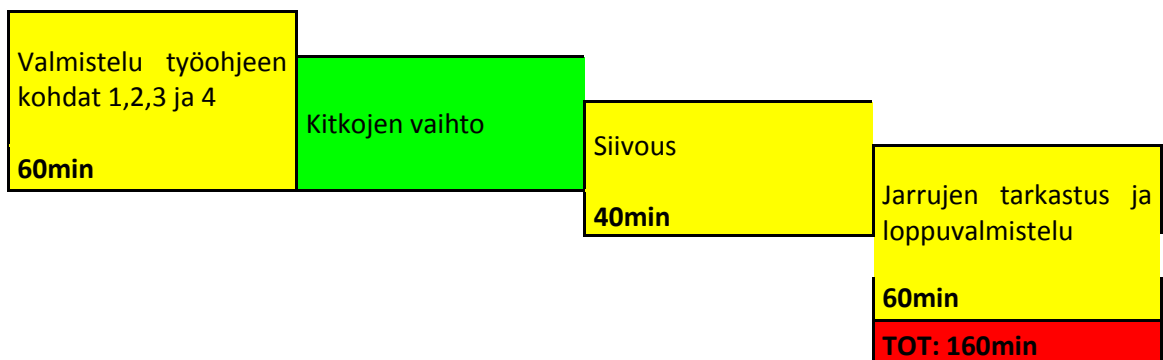 Valmistelu työohjeen
kohdat 1,2,3 ja 4
60min
Kitkojen vaihto
Siivous
40min
Jarrujen tarkastus ja
loppuvalmistelu
60min
TOT: 160min